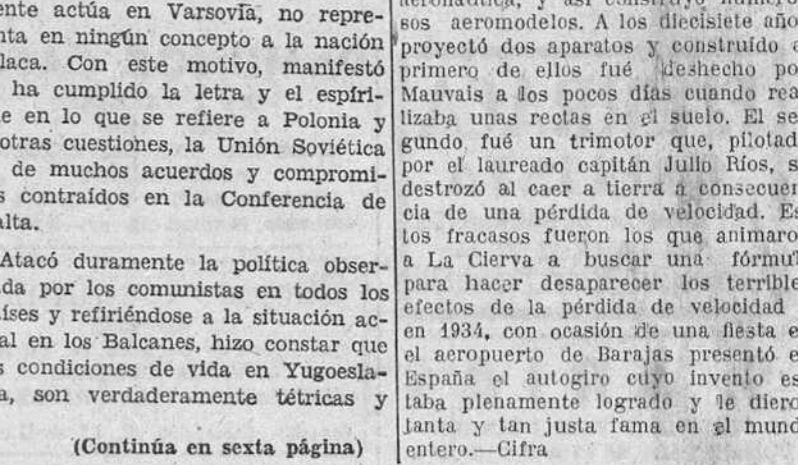 ente actúa en Varsovia, no repre-
nta en ningún concepto a la nación
laca. Con este motivo, manifestó
ha cumplido la letra y el espíri-
e en lo que se refiere a Polonia y
otras cuestiones, la Unión Soviética
de muchos acuerdos y compromi-
s contraídos en la Conferencia de
alta.
Atacó duramente la política obser-
da por los comunistas en todos los
íses y refiriéndose a la situación ac-
al en los Balcanes, hizo constar que
s condiciones de vida en Yugoesla-
a, son verdaderamente tétricas y
(Continúa en sexta página)
sos aeromodelos. A los diecisiete año
proyectó dos aparatos y construído e
primero de ellos fué deshecho po
Mauvais a los pocos días cuando rea
lizaba unas rectas en el suelo. El se
gundo fué un trimotor que, pilotad
por el laureado capitán Julio Ríos, s
destrozó al caer a tierra a consecuen
cia de una pérdida de velocidad. Es
tos fracasos fueron los que animaro
a La Cierva a buscar una fórmul
para hacer desaparecer los terrible
efectos de la pérdida de velocidad
en 1934, con ocasión de una fiesta e
el aeropuerto de Barajas presentó e
España el autogiro cuyo invento es
taba plenamente logrado y le diero
tanta y tan justa fama en el mund
entero.—Cifra